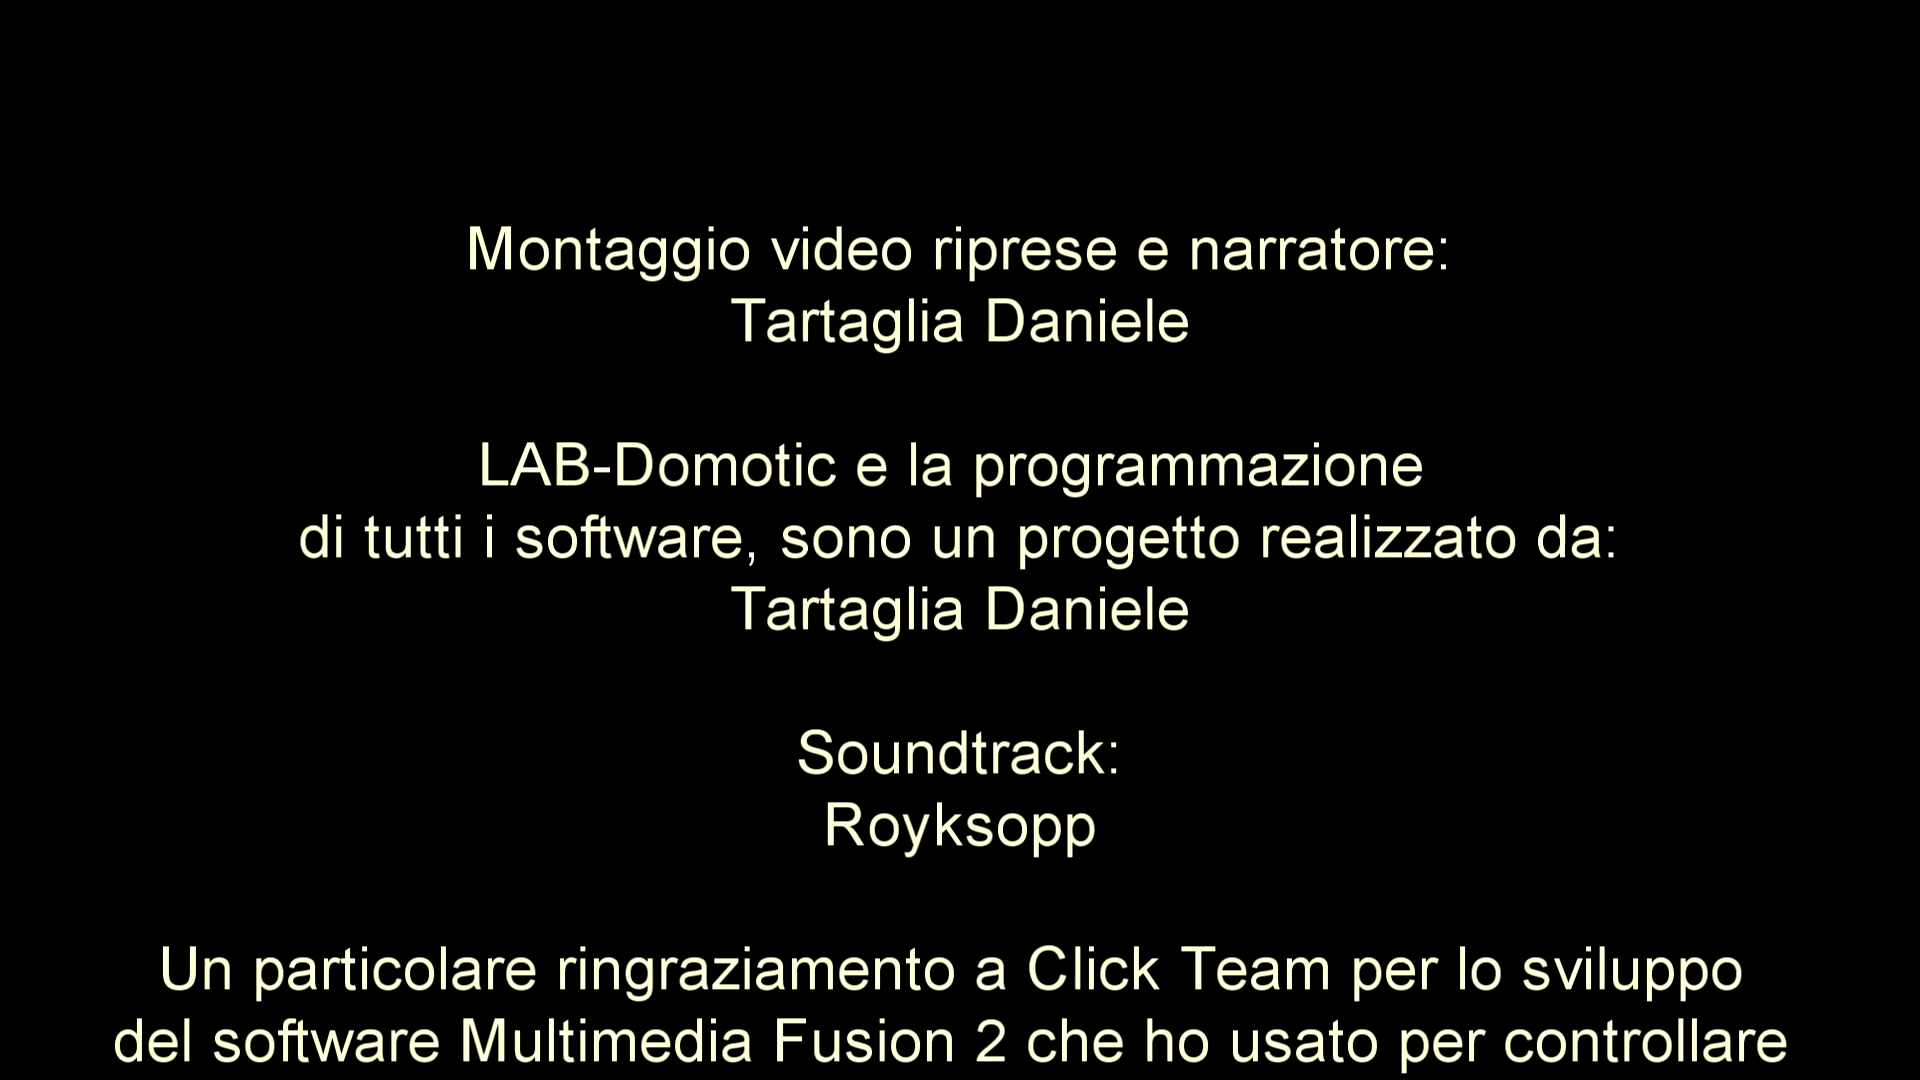 Montaggio video riprese e narratore:
Tartaglia Daniele
LAB-Domotic e la programmazione
di tutti i software, sono un progetto realizzato da:
Tartaglia Daniele
Soundtrack:
Royksopp
Un particolare ringraziamento a Click Team per lo sviluppo
del software Multimedia Fusion 2 che ho usato per controllare